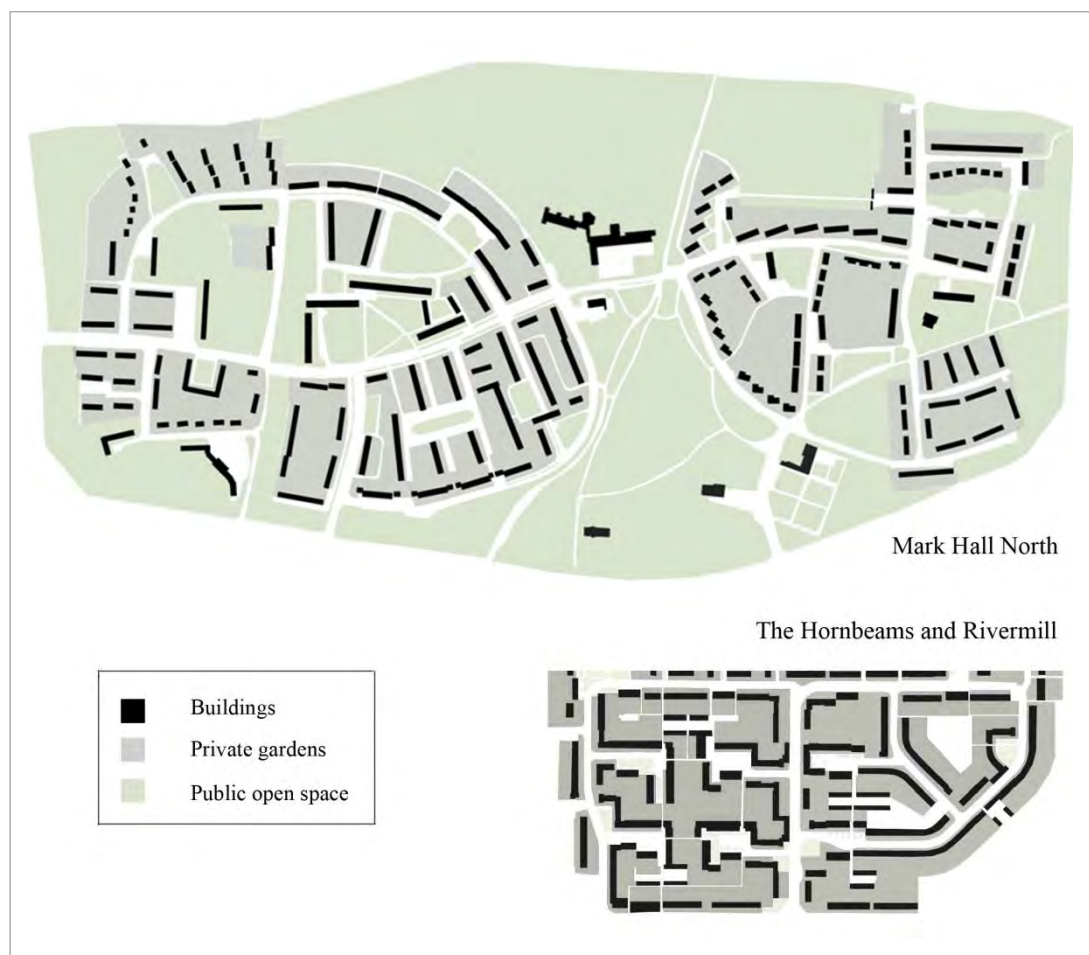 Mark Hall North
The Hornbeams and Rivermill
Buildings
Private gardens
Public open space